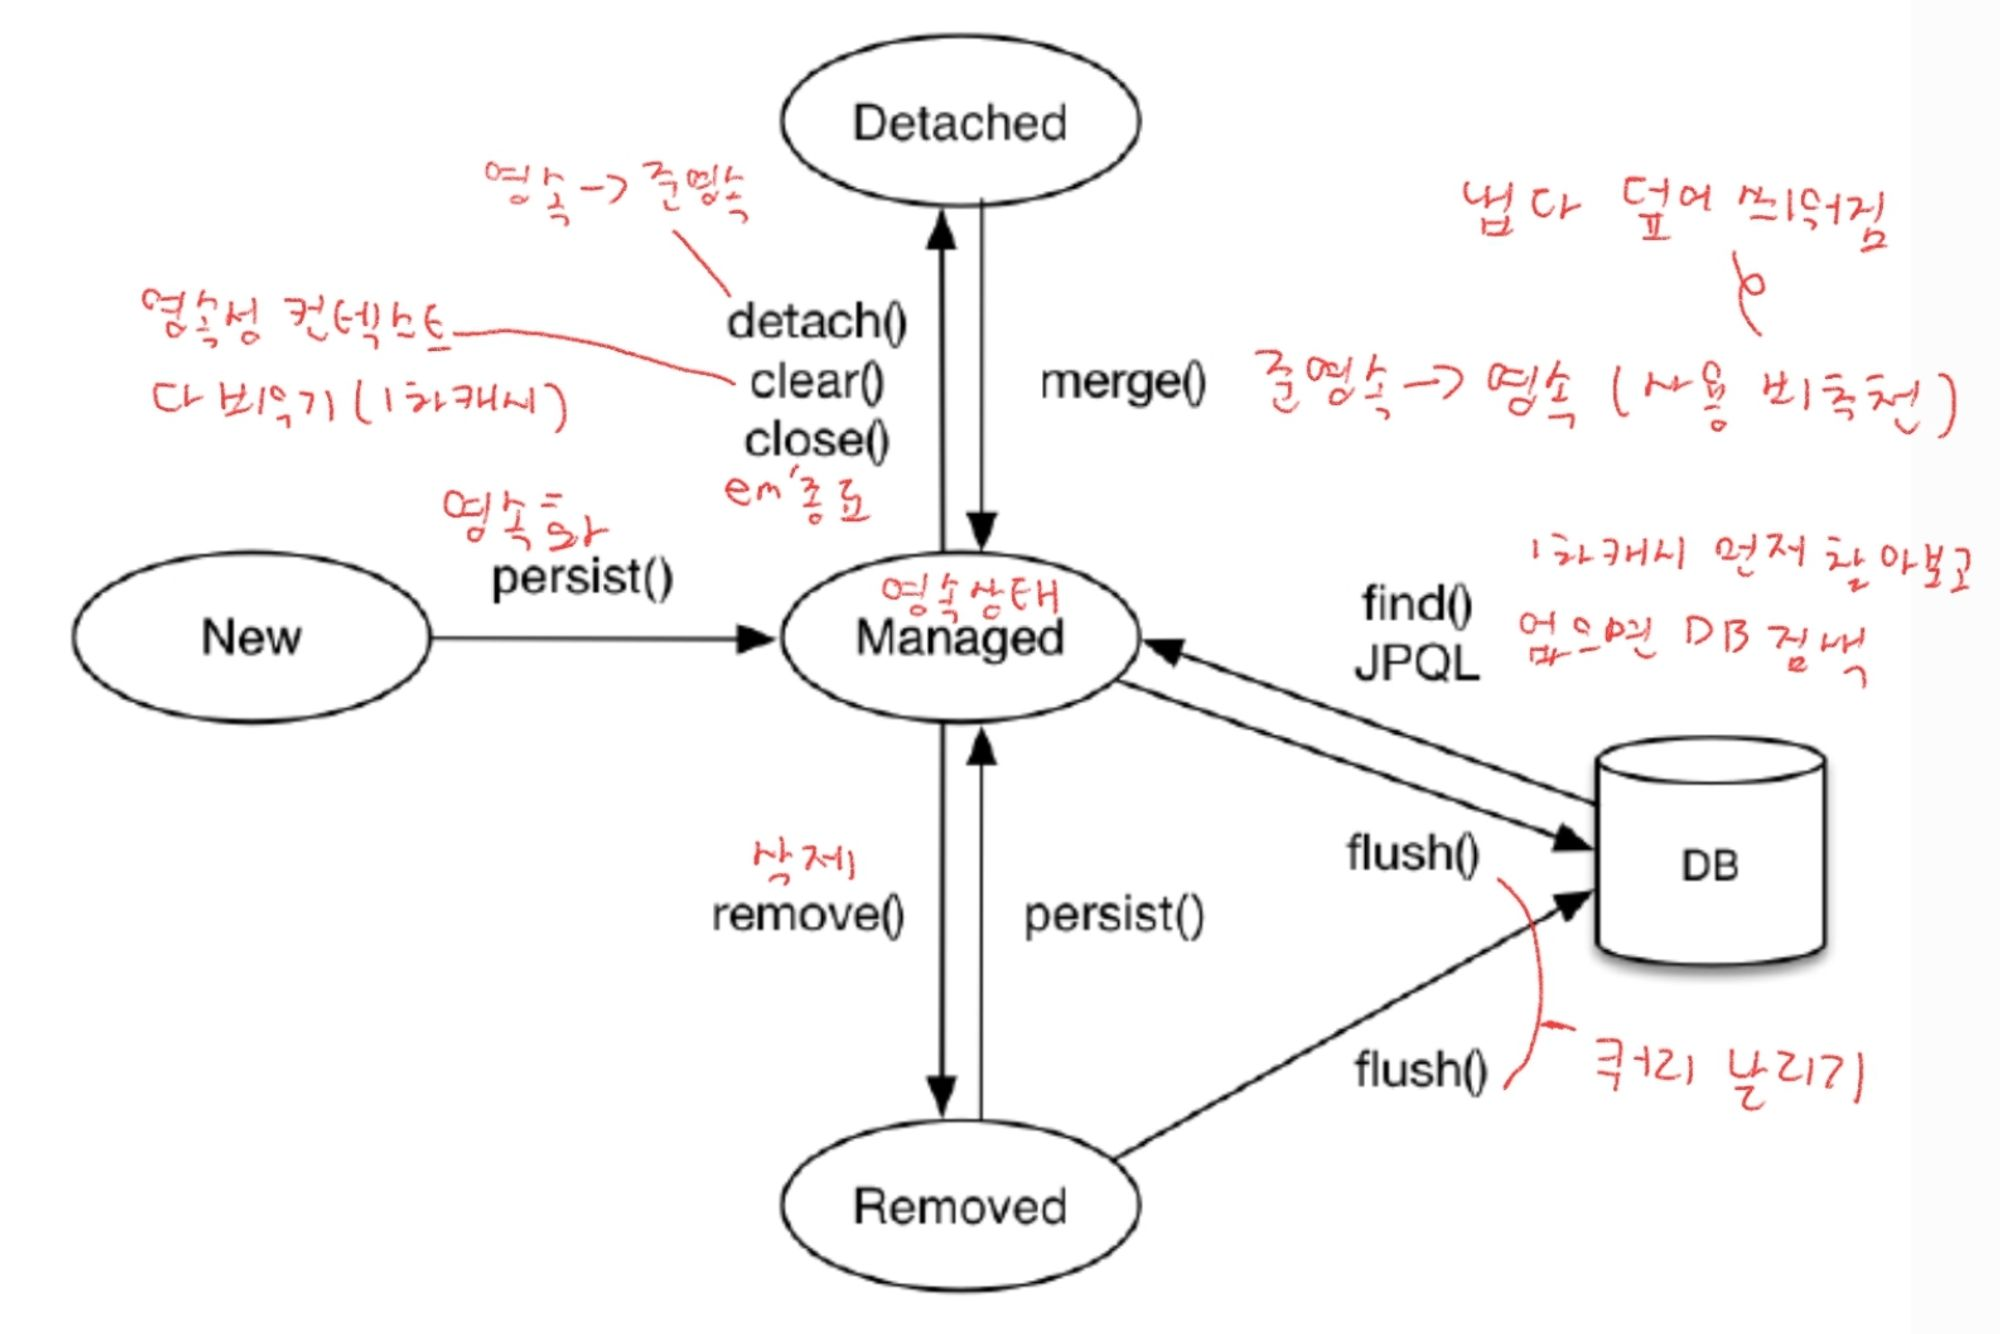 Detached
영속 -> 준영속
냅다 덮어 씌워짐
detach()
영속성 컨텍스트
다 비우기 (1차캐시)
clear()
close()
em 종료
merge()
준영속 -> 영속 (사용 비추천)
영속화
persist()
New
영속상태
Managed
find()
JPQL
1차캐시 먼저 찾아보고
없으면 DB 검색
삭제
remove()
persist()
flush()
DB
flush()
쿼리 날리기
Removed